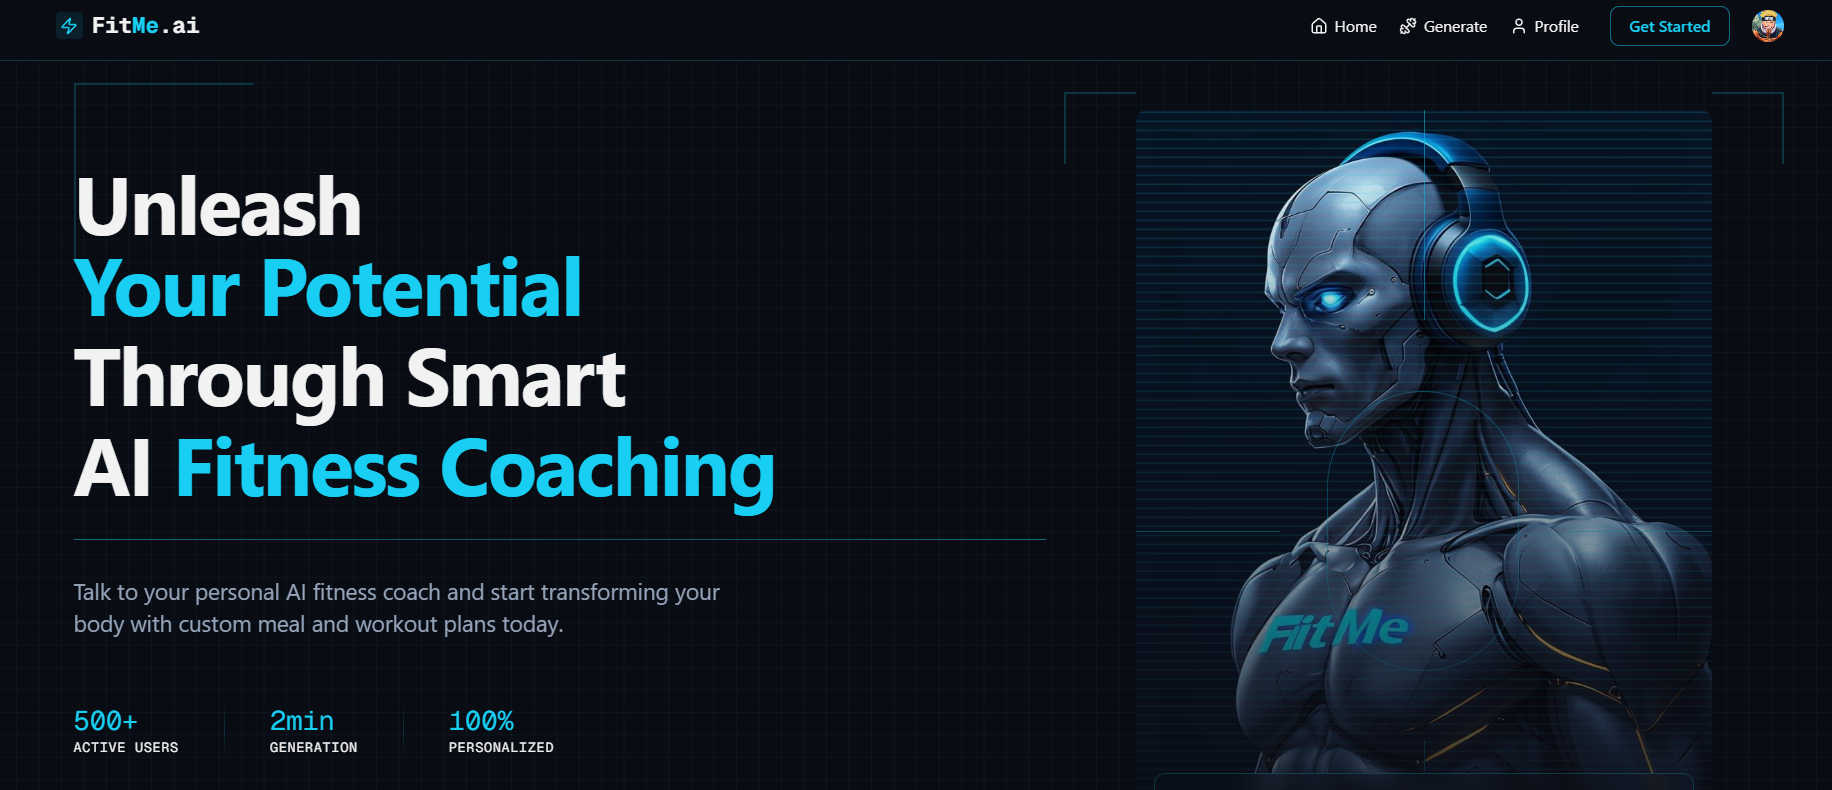 FitMe.ai
Home
Generate
Profile
Get Started
Unleash
Your Potential
Through Smart
AI Fitness Coaching
Talk to your personal AI fitness coach and start transforming your
body with custom meal and workout plans today.
500+
ACTIVE USERS
2min
GENERATION
100%
PERSONALIZED
FiitMe